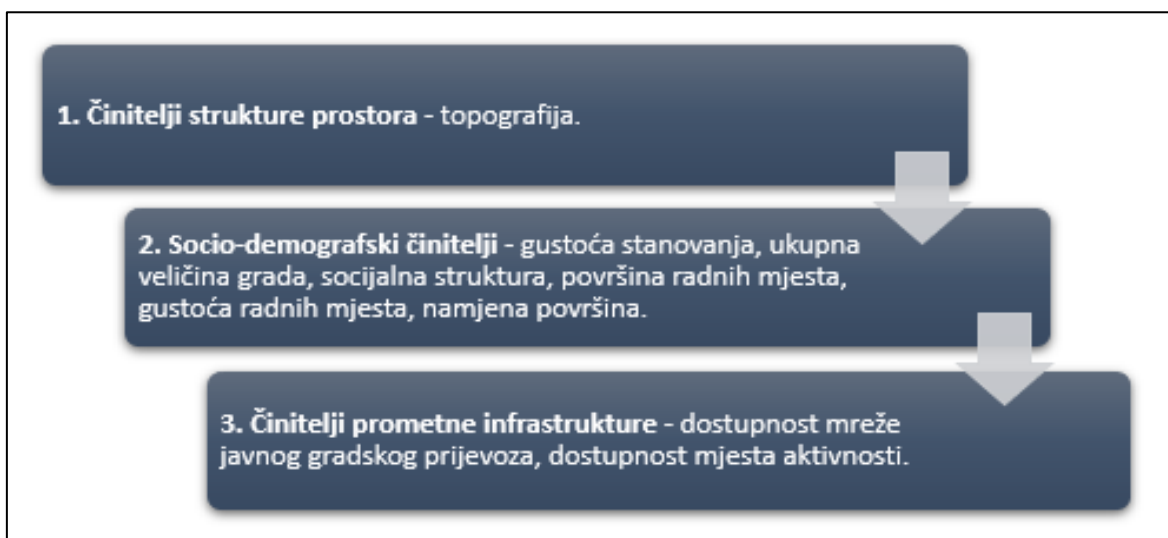 1. Činitelji strukture prostora - topografija.
2. Socio-demografski činitelji - gustoća stanovanja, ukupna
veličina grada, socijalna struktura, površina radnih mjesta,
gustoća radnih mjesta, namjena površina.
3. Činitelji prometne infrastrukture - dostupnost mreže
javnog gradskog prijevoza, dostupnost mjesta aktivnosti.